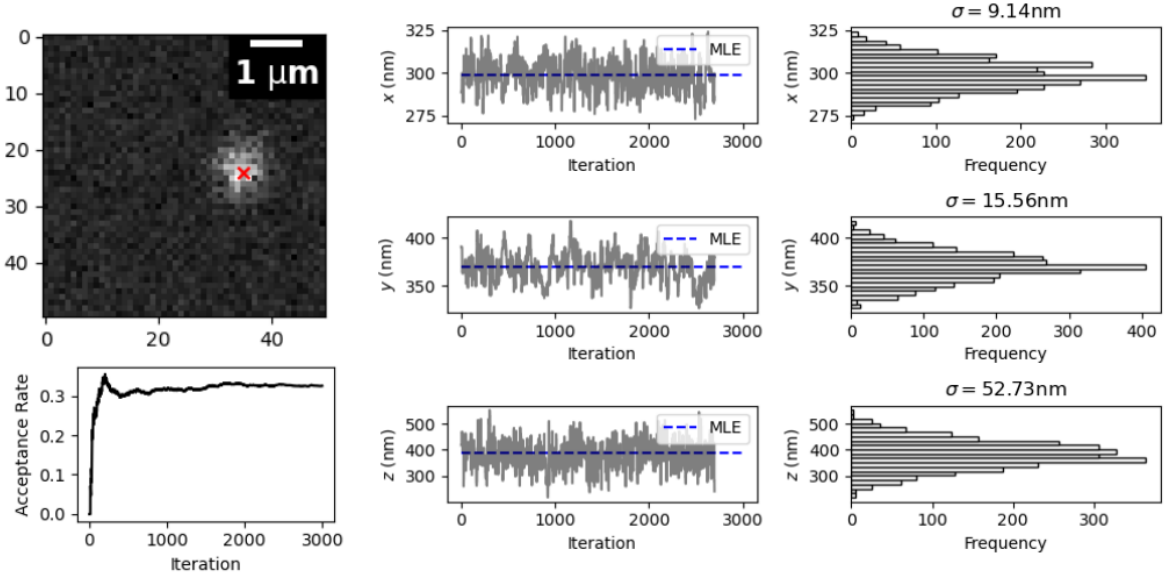 0
10
20
30
40
0 20 40
1 μm
Acceptance Rate
0.3
0.2
0.1
0.0
0 1000 2000 3000
Iteration
x (nm)
325
300
275
MLE
0 1000 2000 3000
Iteration
σ = 9.14nm
x (nm)
325
300
275
0 100 200 300
Frequency
y (nm)
400
350
MLE
0 1000 2000 3000
Iteration
σ = 15.56nm
y (nm)
400
350
0 100 200 300 400
Frequency
z (nm)
500
400
300
MLE
0 1000 2000 3000
Iteration
σ = 52.73nm
z (nm)
500
400
300
0 100 200 300
Frequency